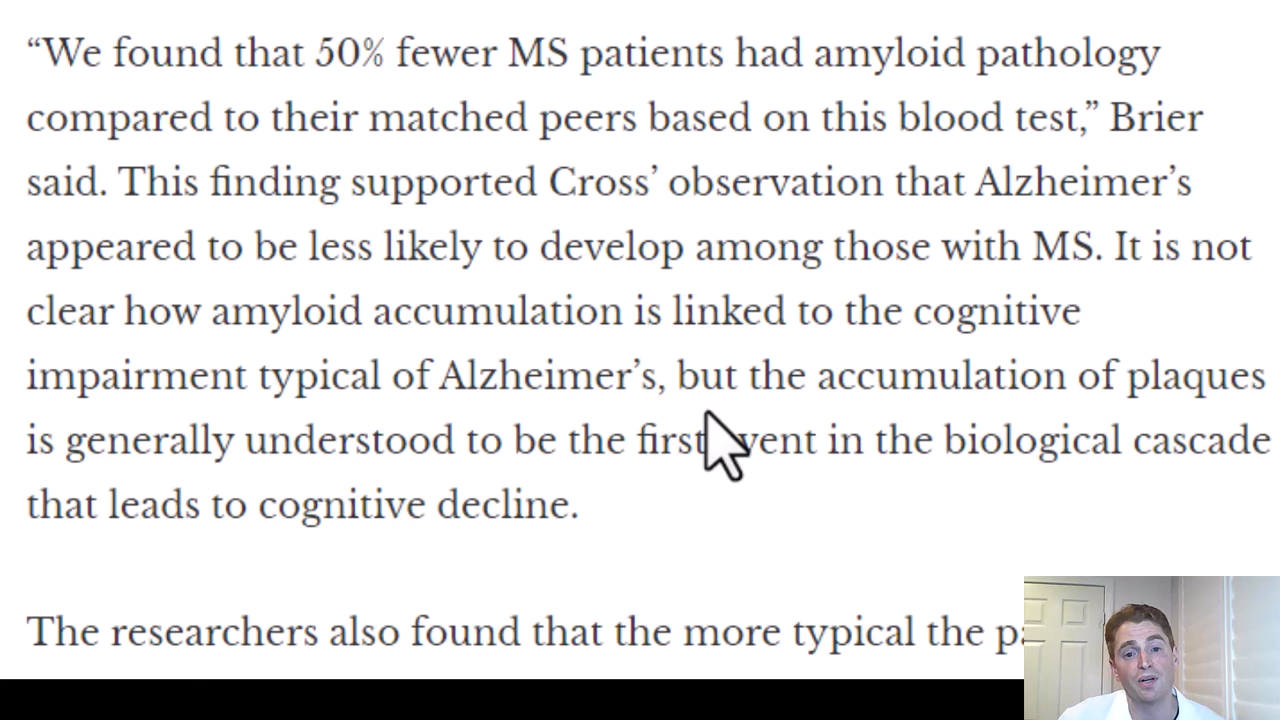 “We found that 50% fewer MS patients had amyloid pathology
compared to their matched peers based on this blood test,” Brier
said. This finding supported Cross’ observation that Alzheimer’s
appeared to be less likely to develop among those with MS. It is not
clear how amyloid accumulation is linked to the cognitive
impairment typical of Alzheimer’s, but the accumulation of plaques
is generally understood to be the first event in the biological cascade
that leads to cognitive decline.
The researchers also found that the more typical the